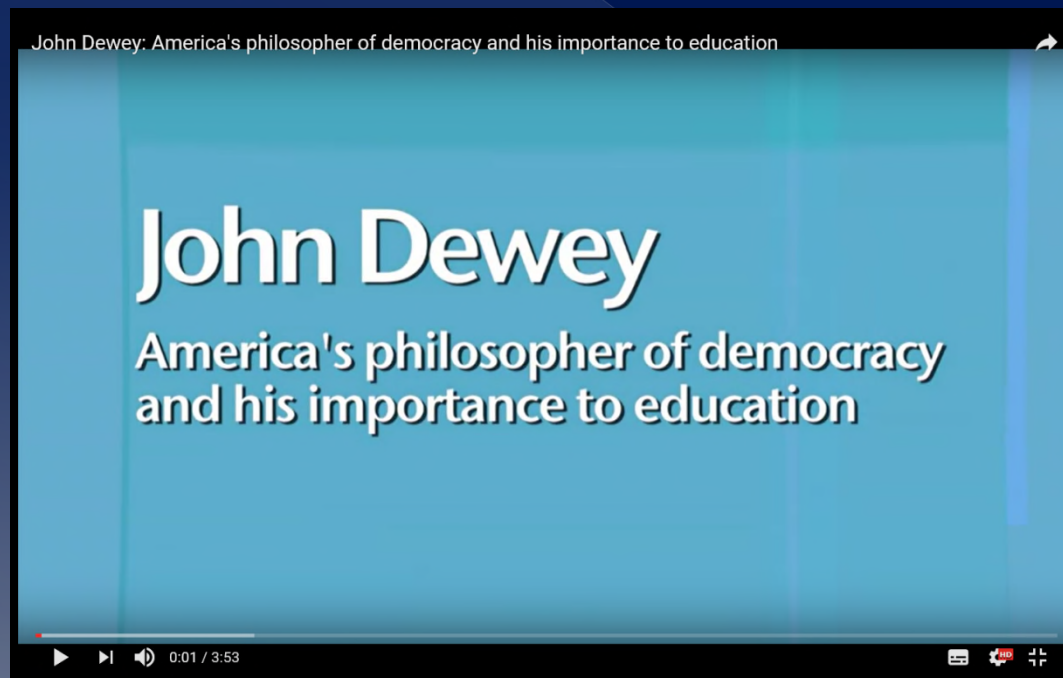 John Dewey: America's philosopher of democracy and his importance to education
John Dewey
America's philosopher of democracy
and his importance to education
0:01 / 3:53
HD